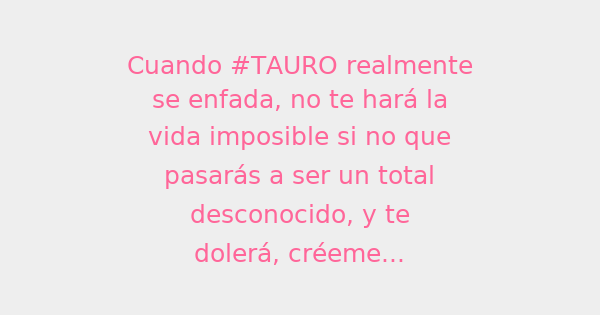 Cuando #TAURO realmente
se enfada, no te hará la
vida imposible si no que
pasarás a ser un total
desconocido, y te
dolerá, créeme...